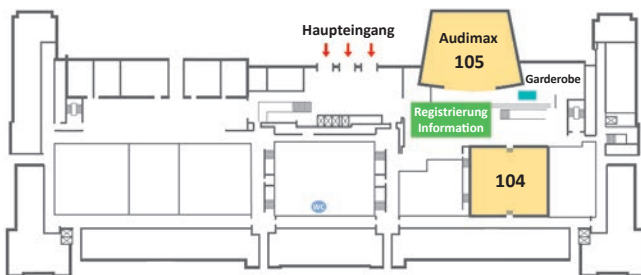 Haupteingang
Audimax
105
Garderobe
Registrierung
Information
104
WC